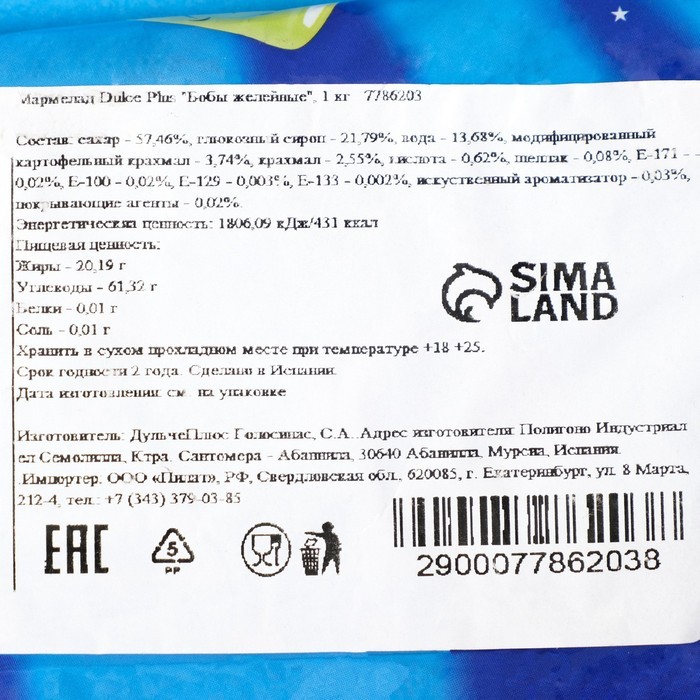 Мармелад Dulce Plus "Бобы желейные", 1 кг 7786203
Состав: сахар - 57,46%, глюкозный сироп - 21,79%, вода - 13,68%, модифицированный
картофельный крахмал - 3,74%, крахмал - 2,55%, кислота - 0,62%, шеллак - 0,08%, E-171 -
0,02%, E-100 - 0,02%, E-129 - 0,003%, E-133 - 0,002%, искуственный ароматизатор - 0,03%,
покрывающие агенты - 0,02%.
Энергетическая ценность: 1806,09 кДж/431 ккал
Пищевая ценность:
Жиры - 20,19 г
Углеводы - 61,32 г
Белки - 0,01 г
Соль - 0,01 г
SIMA
LAND
Хранить в сухом прохладном месте при температуре +18 +25.
Срок годности 2 года. Сделано в Испании.
Дата изготовления: см. на упаковке
Изготовитель: ДульчеПлюс Голосинас, С.А. Адрес изготовителя: Полигоно Индустриал
ел Семолилла, Ктра. Сантомера - Абанилла, 30640 Абанилла, Мурсиа, Испания.
Импортер: ООО «Пилат», РФ, Свердловская обл., 620085, г. Екатеринбург, ул. 8 Марта,
212-4, тел.: +7 (343) 379-03-85
EAC
5
PP
2900077862038